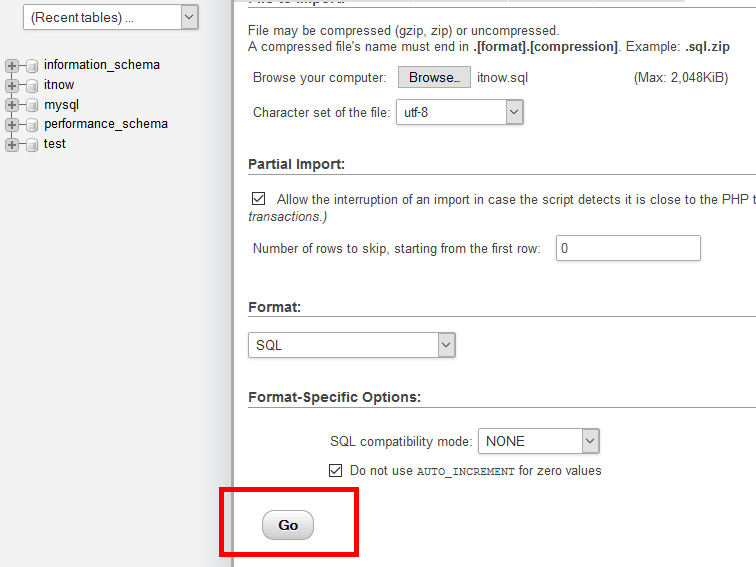 (Recent tables) ...
information_schema
itnow
mysql
performance_schema
test
File to Import:
File may be compressed (gzip, zip) or uncompressed.
A compressed file's name must end in .[format].[compression]. Example: .sql.zip
Browse your computer: Browse.. itnow.sql (Max: 2,048KiB)
Character set of the file: utf-8
Partial Import:
Allow the interruption of an import in case the script detects it is close to the PHP t
transactions.)
Number of rows to skip, starting from the first row: 0
Format:
SQL
Format-Specific Options:
SQL compatibility mode: NONE
Do not use AUTO_INCREMENT for zero values
Go